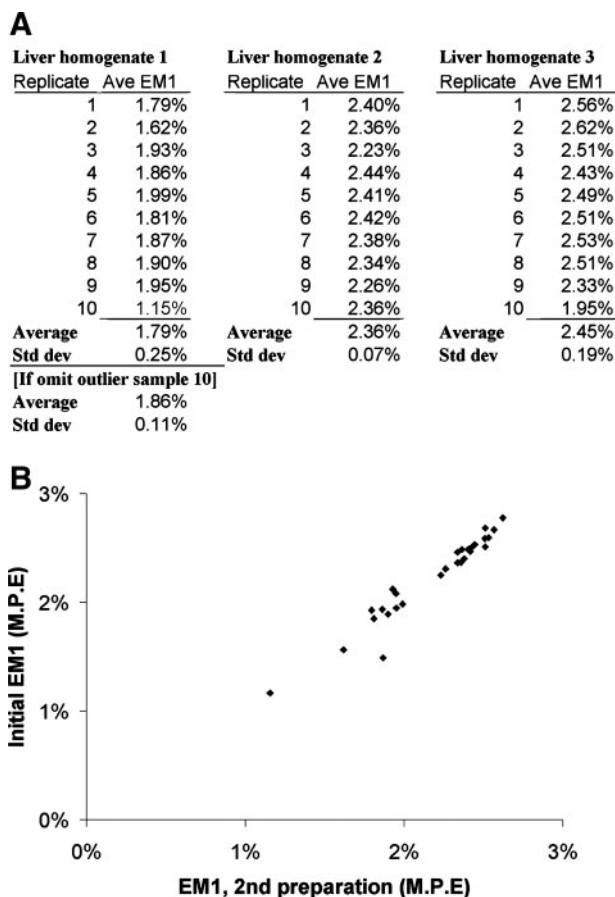 A
Liver homogenate 1 Liver homogenate 2 Liver homogenate 3
Replicate Ave EM1 Replicate Ave EM1 Replicate Ave EM1
1 1.79% 1 2.40% 1 2.56%
2 1.62% 2 2.36% 2 2.62%
3 1.93% 3 2.23% 3 2.51%
4 1.86% 4 2.44% 4 2.43%
5 1.99% 5 2.41% 5 2.49%
6 1.81% 6 2.42% 6 2.51%
7 1.87% 7 2.38% 7 2.53%
8 1.90% 8 2.34% 8 2.51%
9 1.95% 9 2.26% 9 2.33%
10 1.15% 10 2.36% 10 1.95%
Average 1.79% Average 2.36% Average 2.45%
Std dev 0.25% Std dev 0.07% Std dev 0.19%
[If omit outlier sample 10]
Average 1.86%
Std dev 0.11%
B
Initial EM1 (M.P.E)
3%
2%
1%
0%
0% 1% 2% 3%
EM1, 2nd preparation (M.P.E)